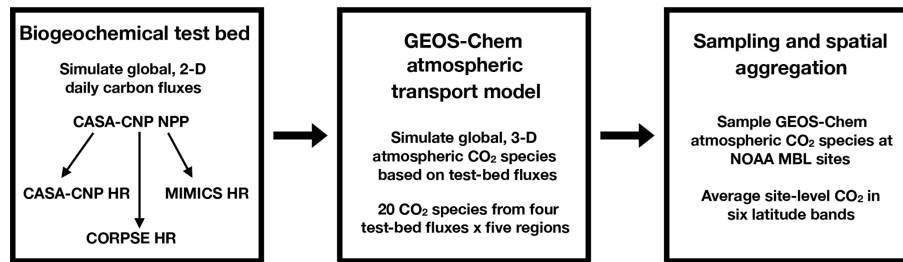 Biogeochemical test bed
Simulate global, 2-D
daily carbon fluxes
CASA-CNP NPP
CASA-CNP HR
MIMICS HR
CORPSE HR
GEOS-Chem
atmospheric
transport model
Simulate global, 3-D
atmospheric CO₂ species
based on test-bed fluxes
20 CO₂ species from four
test-bed fluxes x five regions
Sampling and spatial
aggregation
Sample GEOS-Chem
atmospheric CO₂ species at
NOAA MBL sites
Average site-level CO₂ in
six latitude bands